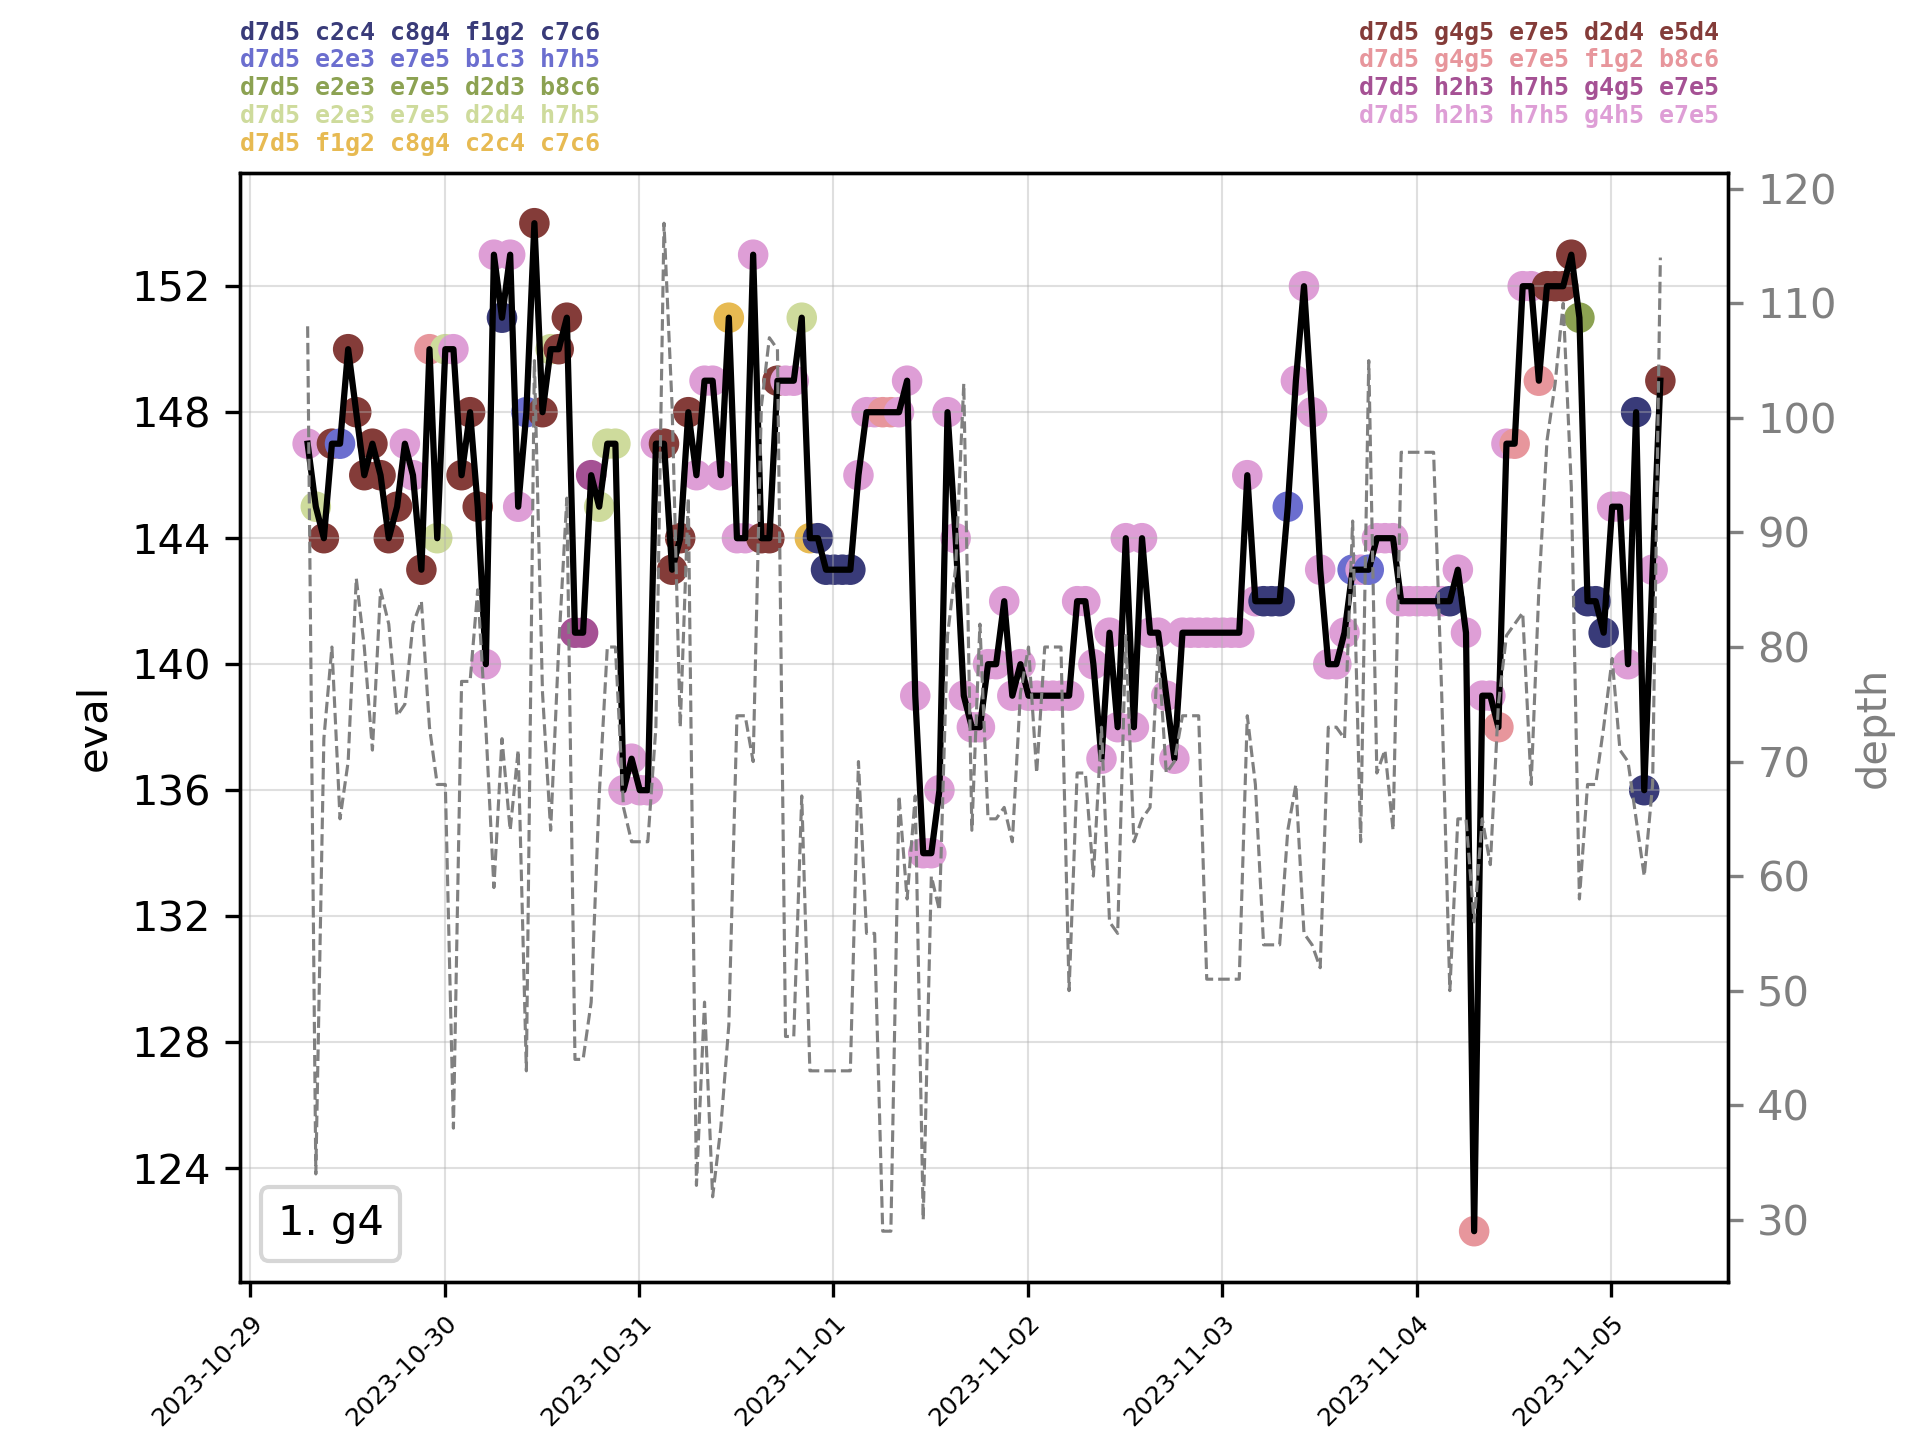 d7d5 c2c4 c8g4 f1g2 c7c6
d7d5 e2e3 e7e5 b1c3 h7h5
d7d5 e2e3 e7e5 d2d3 b8c6
d7d5 e2e3 e7e5 d2d4 h7h5
d7d5 f1g2 c8g4 c2c4 c7c6
d7d5 g4g5 e7e5 d2d4 e5d4
d7d5 g4g5 e7e5 f1g2 b8c6
d7d5 h2h3 h7h5 g4g5 e7e5
d7d5 h2h3 h7h5 g4h5 e7e5
eval
152
148
144
140
136
132
128
124
1. g4
120
110
100
90
80
70
60
50
40
30
depth
2023-10-29
2023-10-30
2023-10-31
2023-11-01
2023-11-02
2023-11-03
2023-11-04
2023-11-05